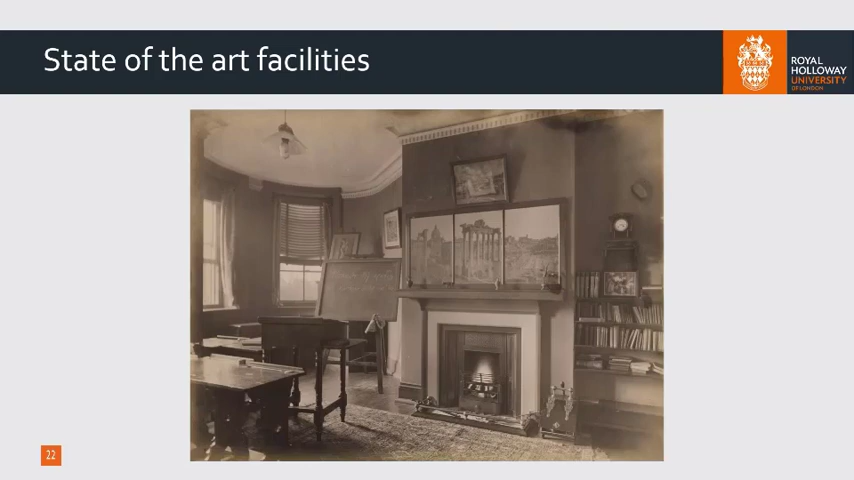 State of the art facilities
ROYAL
HOLLOWAY
UNIVERSITY
OF LONDON
22